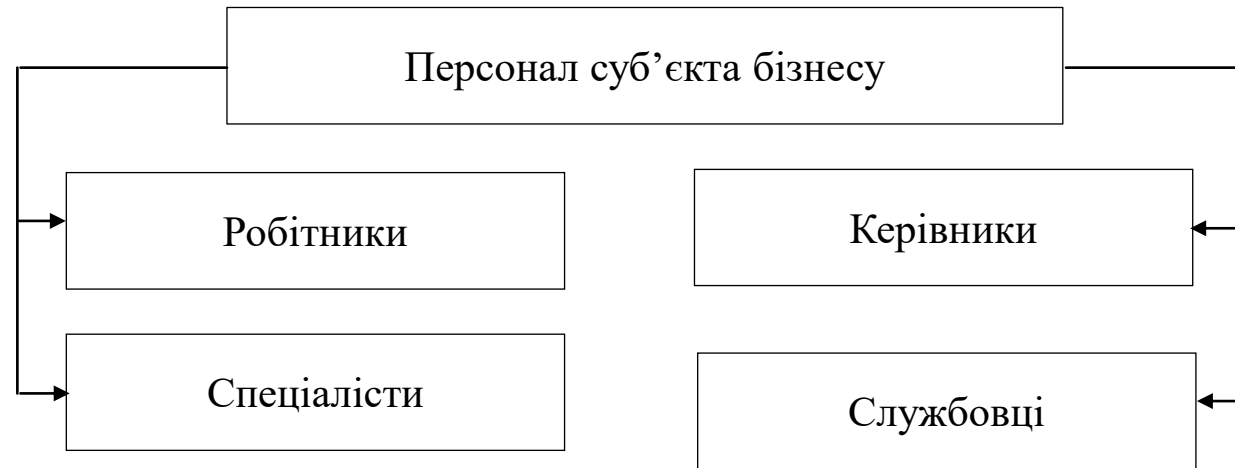 Персонал суб’єкта бізнесу
Робітники
Керівники
Спеціалісти
Службовці